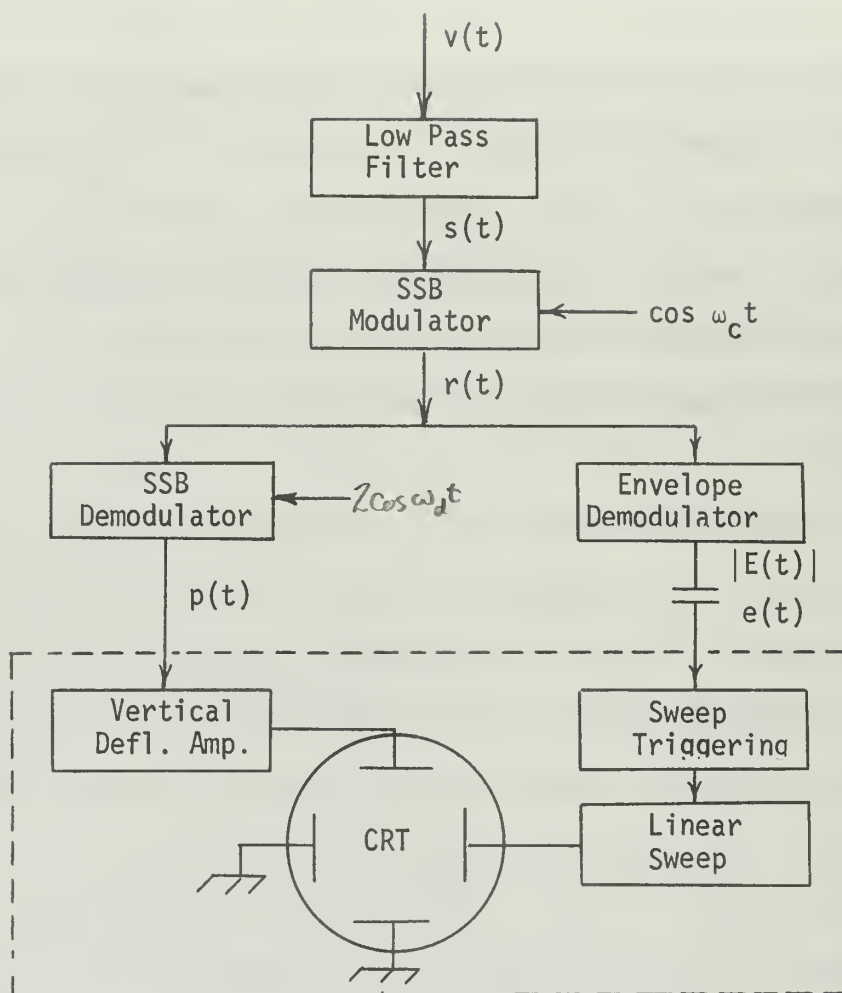 v(t)
Low Pass
Filter
s(t)
SSB
Modulator
cos ω_c t
r(t)
SSB
Demodulator
2cos ω_d t
Envelope
Demodulator
|E(t)|
p(t)
e(t)
Vertical
Defl. Amp.
Sweep
Triggering
CRT
Linear
Sweep